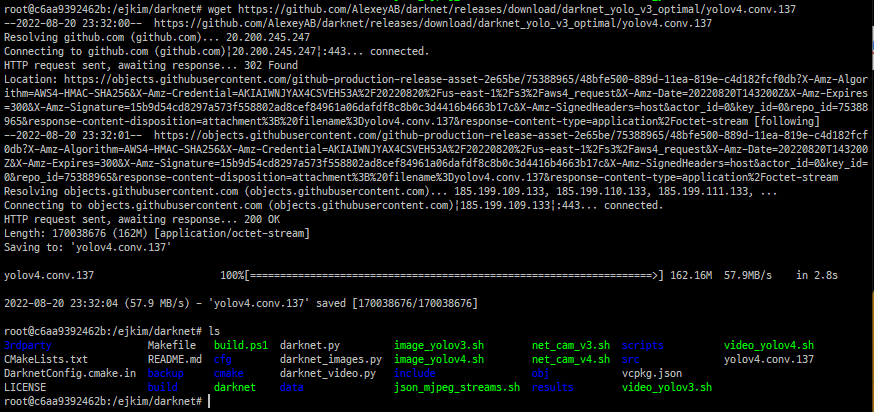 root@c6aa9392462b:/ejkim/darknet# wget https://github.com/AlexeyAB/darknet/releases/download/darknet_yolo_v3_optimal/yolov4.conv.137
--2022-08-20 23:32:00--  https://github.com/AlexeyAB/darknet/releases/download/darknet_yolo_v3_optimal/yolov4.conv.137
Resolving github.com (github.com)... 20.200.245.247
Connecting to github.com (github.com)¦20.200.245.247¦:443... connected.
HTTP request sent, awaiting response... 302 Found
Location: https://objects.githubusercontent.com/github-production-release-asset-2e65be/75388965/48bfe500-889d-11ea-819e-c4d182fcf0db?X-Amz-Algor
ithm=AWS4-HMAC-SHA256&X-Amz-Credential=AKIAIWNJYAX4CSVEH53A%2F20220820%2Fus-east-1%2Fs3%2Faws4_request&X-Amz-Date=20220820T143200Z&X-Amz-Expires
=300&X-Amz-Signature=15b9d54cd8297a573f558802ad8cef84961a06dafdf8c8b0c3d4416b4663b17c&X-Amz-SignedHeaders=host&actor_id=0&key_id=0&repo_id=75388
965&response-content-disposition=attachment%3B%20filename%3Dyolov4.conv.137&response-content-type=application%2Foctet-stream [following]
--2022-08-20 23:32:01--  https://objects.githubusercontent.com/github-production-release-asset-2e65be/75388965/48bfe500-889d-11ea-819e-c4d182fcf
0db?X-Amz-Algorithm=AWS4-HMAC-SHA256&X-Amz-Credential=AKIAIWNJYAX4CSVEH53A%2F20220820%2Fus-east-1%2Fs3%2Faws4_request&X-Amz-Date=20220820T143200
Z&X-Amz-Expires=300&X-Amz-Signature=15b9d54cd8297a573f558802ad8cef84961a06dafdf8c8b0c3d4416b4663b17c&X-Amz-SignedHeaders=host&actor_id=0&key_id=
0&repo_id=75388965&response-content-disposition=attachment%3B%20filename%3Dyolov4.conv.137&response-content-type=application%2Foctet-stream
Resolving objects.githubusercontent.com (objects.githubusercontent.com)... 185.199.109.133, 185.199.110.133, 185.199.111.133, ...
Connecting to objects.githubusercontent.com (objects.githubusercontent.com)¦185.199.109.133¦:443... connected.
HTTP request sent, awaiting response... 200 OK
Length: 170038676 (162M) [application/octet-stream]
Saving to: 'yolov4.conv.137'
yolov4.conv.137                     100%[===================================================================>] 162.16M  57.9MB/s    in 2.8s
2022-08-20 23:32:04 (57.9 MB/s) - 'yolov4.conv.137' saved [170038676/170038676]
root@c6aa9392462b:/ejkim/darknet# ls
3rdparty                Makefile   build.ps1  darknet.py         image_yolov3.sh        net_cam_v3.sh  scripts          video_yolov4.sh
CMakeLists.txt          README.md  cfg        darknet_images.py  image_yolov4.sh        net_cam_v4.sh  src              yolov4.conv.137
DarknetConfig.cmake.in  backup     cmake      darknet_video.py   include                obj            vcpkg.json
LICENSE                 build      darknet    data               json_mjpeg_streams.sh  results        video_yolov3.sh
root@c6aa9392462b:/ejkim/darknet#